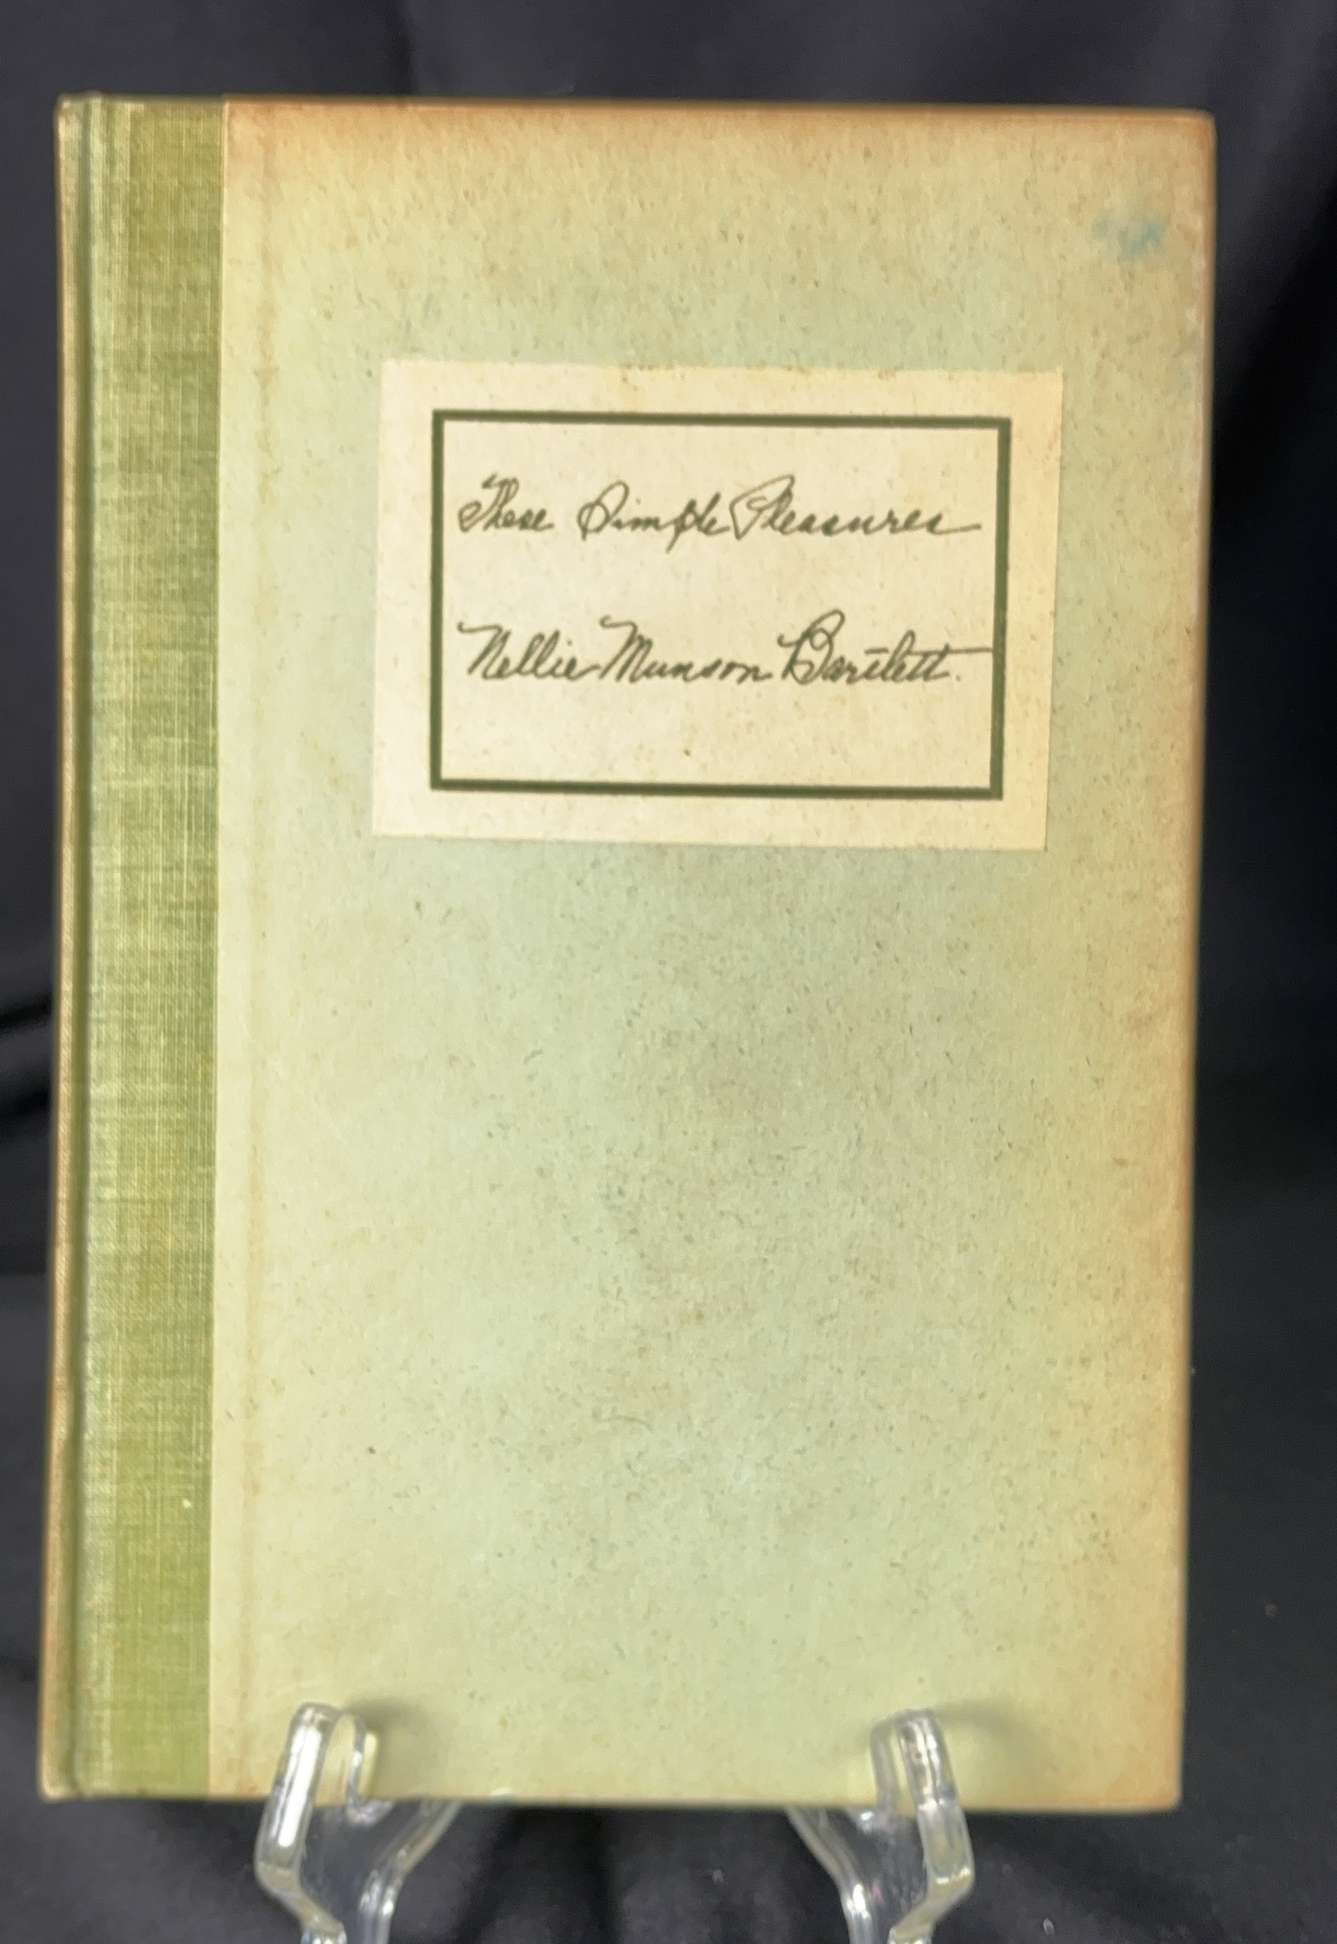 These Simple Pleasures
Nellie Munson Bartlett.